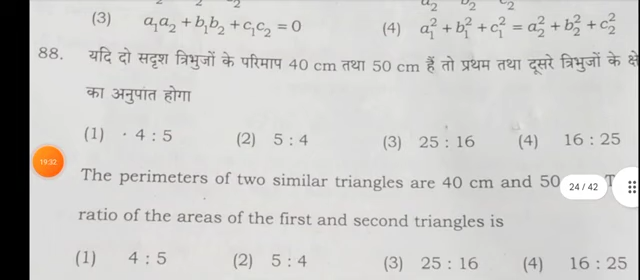 (3) a₁a₂ + b₁b₂ + c₁c₂ = 0 (4) a₁² + b₁² + c₁² = a₂² + b₂² + c₂²
88. यदि दो सदृश त्रिभुजों के परिमाप 40 cm तथा 50 cm हैं तो प्रथम तथा दूसरे त्रिभुजों के
का अनुपात होगा
(1) 4 : 5 (2) 5 : 4 (3) 25 : 16 (4) 16 : 25
19:32
The perimeters of two similar triangles are 40 cm and 50
24 / 42
ratio of the areas of the first and second triangles is
(1) 4 : 5 (2) 5 : 4 (3) 25 : 16 (4) 16 : 25